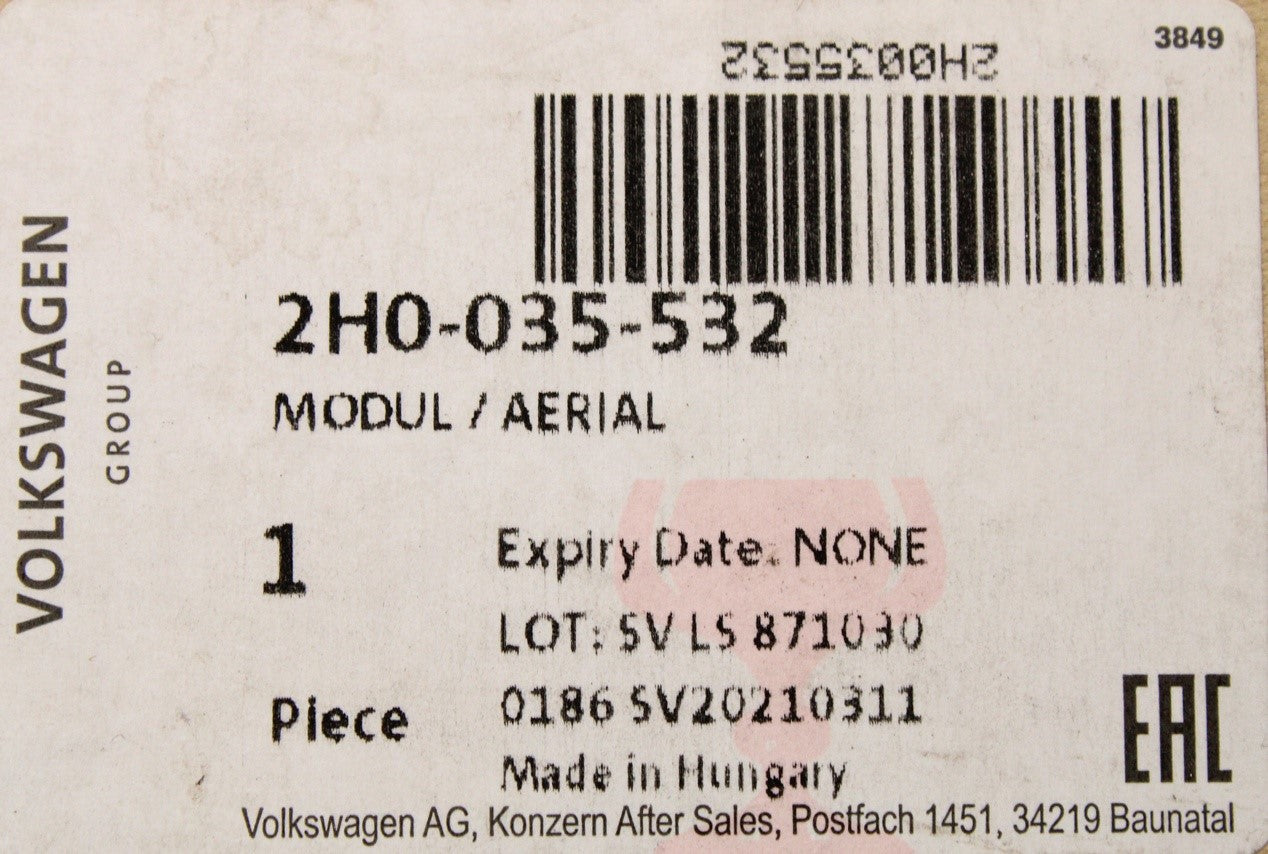 3849
2H0035532
VOLKSWAGEN
GROUP
2H0-035-532
MODUL / AERIAL
1
Expiry Date: NONE
LOT: SV LS 871030
Piece
0186 SV20210311
Made in Hungary
EAC
Volkswagen AG, Konzern After Sales, Postfach 1451, 34219 Baunatal